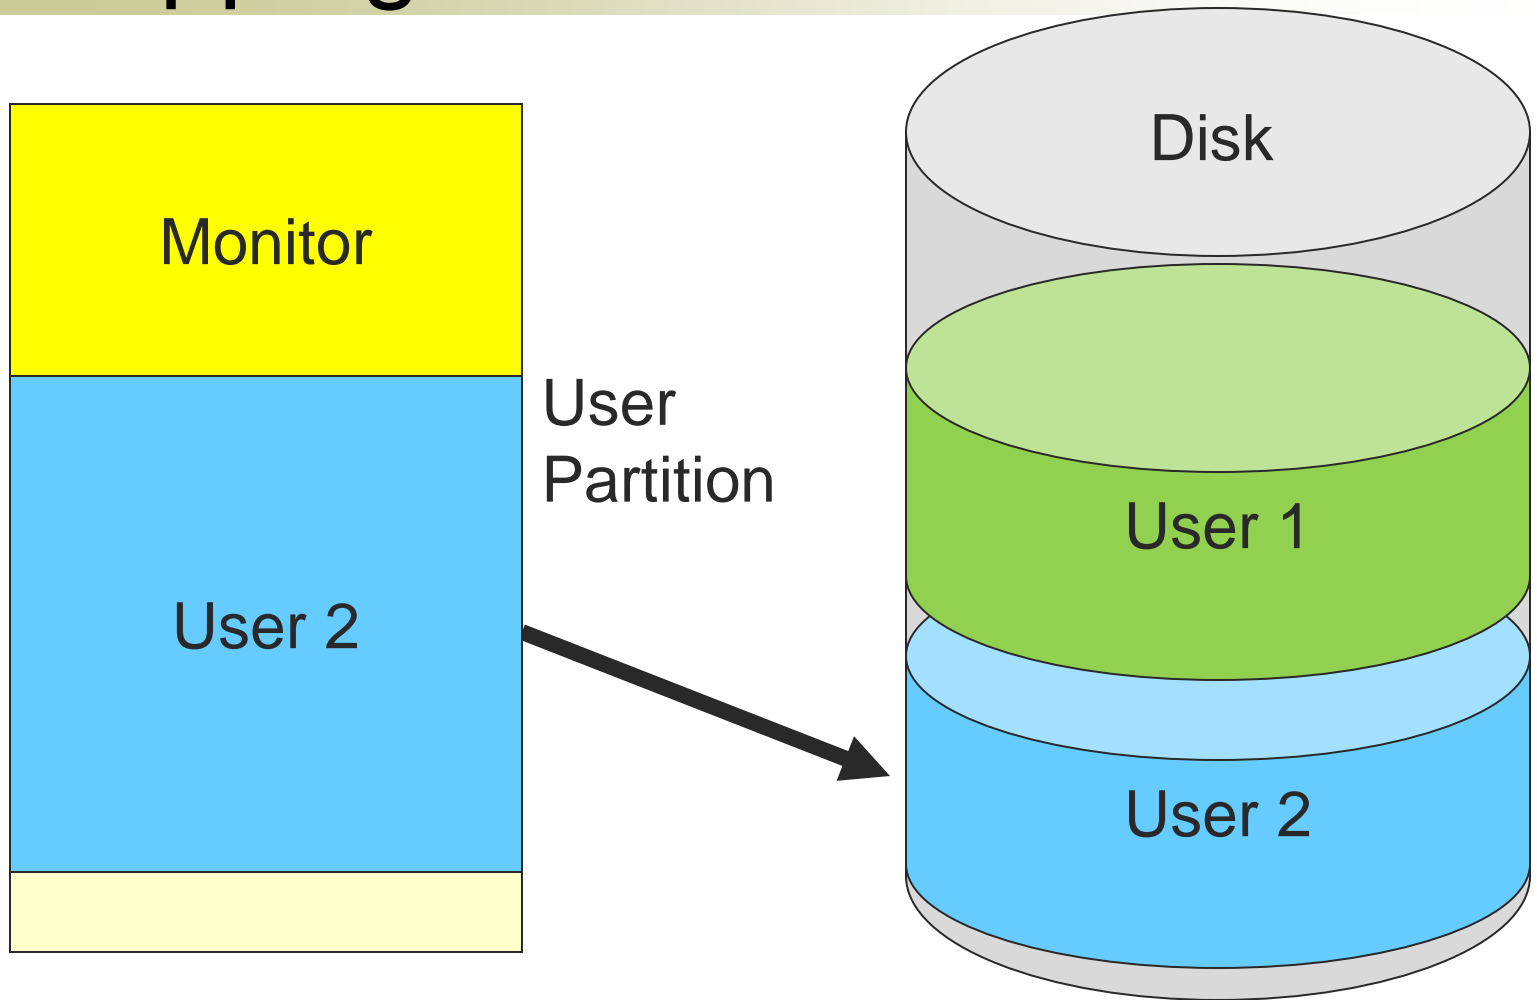 Monitor
User
Partition
User 2
Disk
User 1
User 2